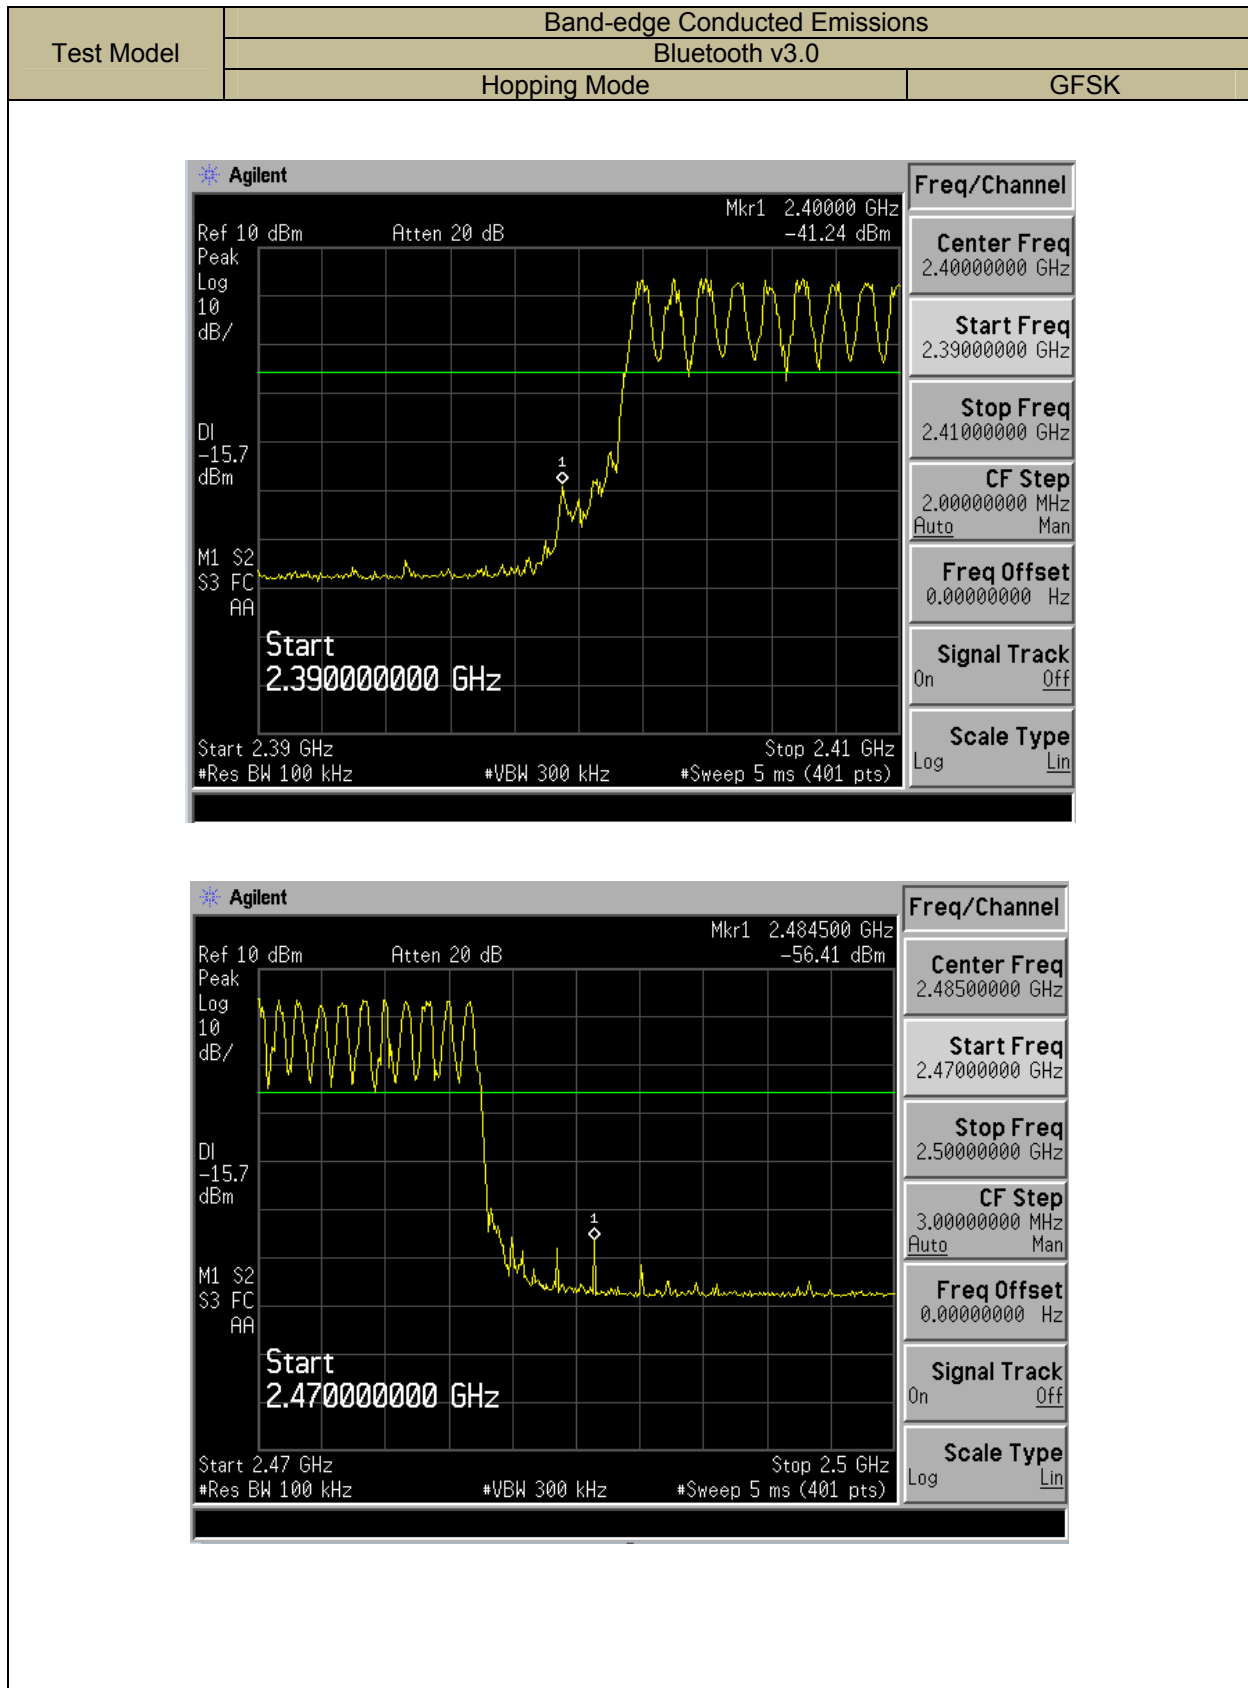 Test Model
Band-edge Conducted Emissions
Bluetooth v3.0
Hopping Mode GFSK
Agilent
Freq/Channel
Mkr1 2.40000 GHz
Ref 10 dBm Atten 20 dB -41.24 dBm
Peak
Log
10
dB/
DI
-15.7
dBm
1
M1 S2
S3 FC
AA
Start
2.390000000 GHz
Start 2.39 GHz Stop 2.41 GHz
#Res BW 100 kHz #VBW 300 kHz #Sweep 5 ms (401 pts)
Center Freq
2.40000000 GHz
Start Freq
2.39000000 GHz
Stop Freq
2.41000000 GHz
CF Step
2.00000000 MHz
Auto Man
Freq Offset
0.00000000 Hz
Signal Track
On Off
Scale Type
Log Lin
Agilent
Freq/Channel
Mkr1 2.484500 GHz
Ref 10 dBm Atten 20 dB -56.41 dBm
Peak
Log
10
dB/
DI
-15.7
dBm
1
M1 S2
S3 FC
AA
Start
2.470000000 GHz
Start 2.47 GHz Stop 2.5 GHz
#Res BW 100 kHz #VBW 300 kHz #Sweep 5 ms (401 pts)
Center Freq
2.48500000 GHz
Start Freq
2.47000000 GHz
Stop Freq
2.50000000 GHz
CF Step
3.00000000 MHz
Auto Man
Freq Offset
0.00000000 Hz
Signal Track
On Off
Scale Type
Log Lin